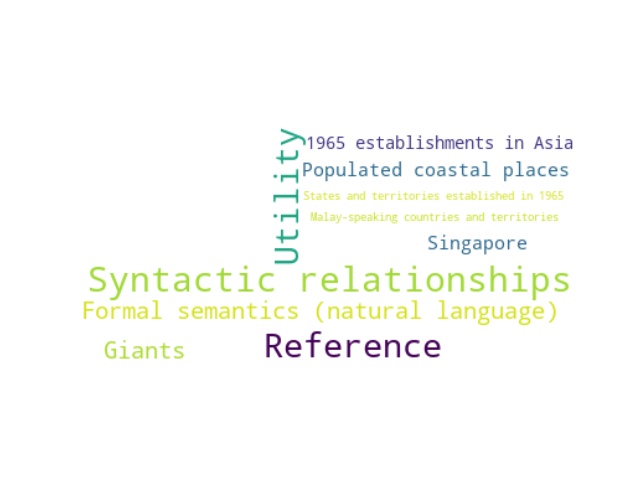 Utility
1965 establishments in Asia
Populated coastal places
States and territories established in 1965
Malay-speaking countries and territories
Singapore
Syntactic relationships
Formal semantics (natural language)
Giants
Reference